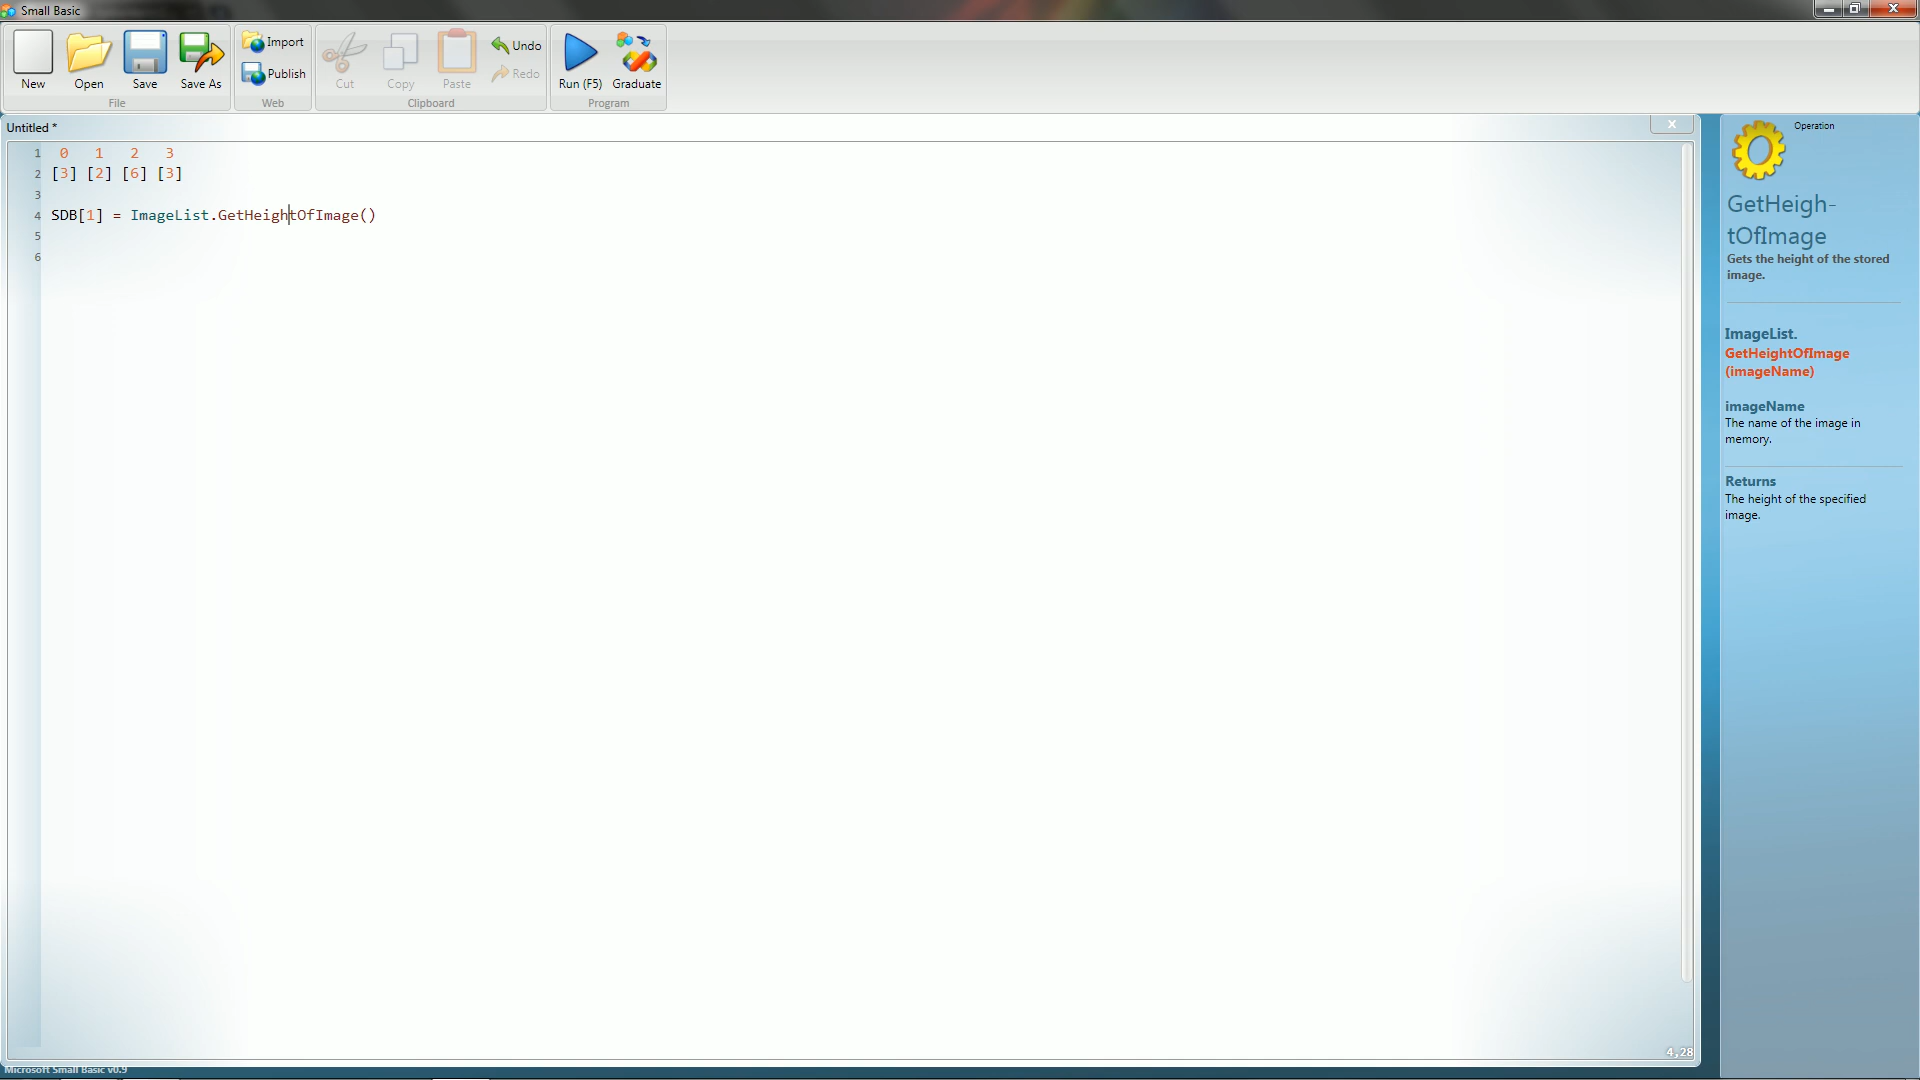 Small Basic
New
Open
Save
Save As
File
Import
Publish
Web
Cut
Copy
Paste
Undo
Redo
Clipboard
Run (F5)
Graduate
Program
Untitled *
1 0 1 2 3
2 [3] [2] [6] [3]
3
4 SDB[1] = ImageList.GetHeightOfImage()
5
6
4,28
Operation
GetHeigh-
tOfImage
Gets the height of the stored
image.
ImageList.
GetHeightOfImage
(imageName)
imageName
The name of the image in
memory.
Returns
The height of the specified
image.
Microsoft Small Basic v0.9